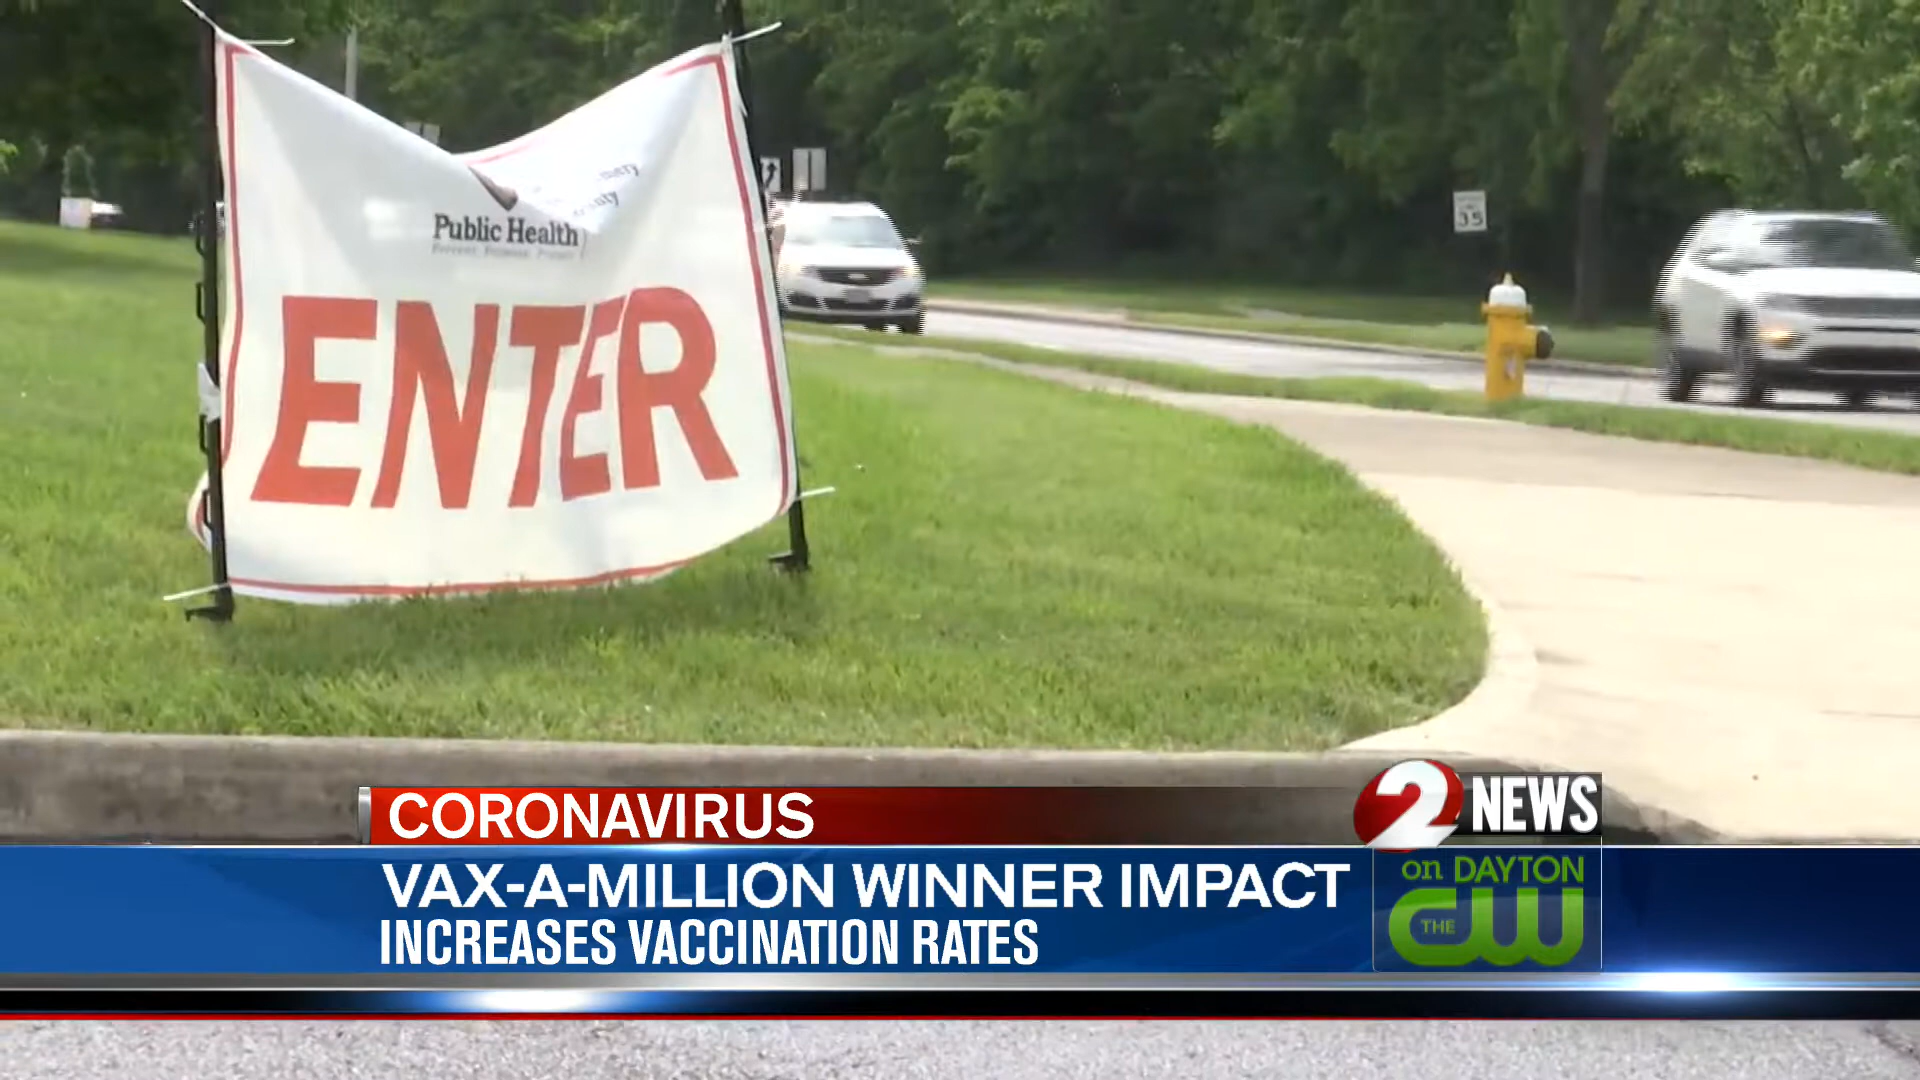 Public Health
ENTER
35
CORONAVIRUS
2 NEWS
VAX-A-MILLION WINNER IMPACT
INCREASES VACCINATION RATES
on DAYTON
THE CW